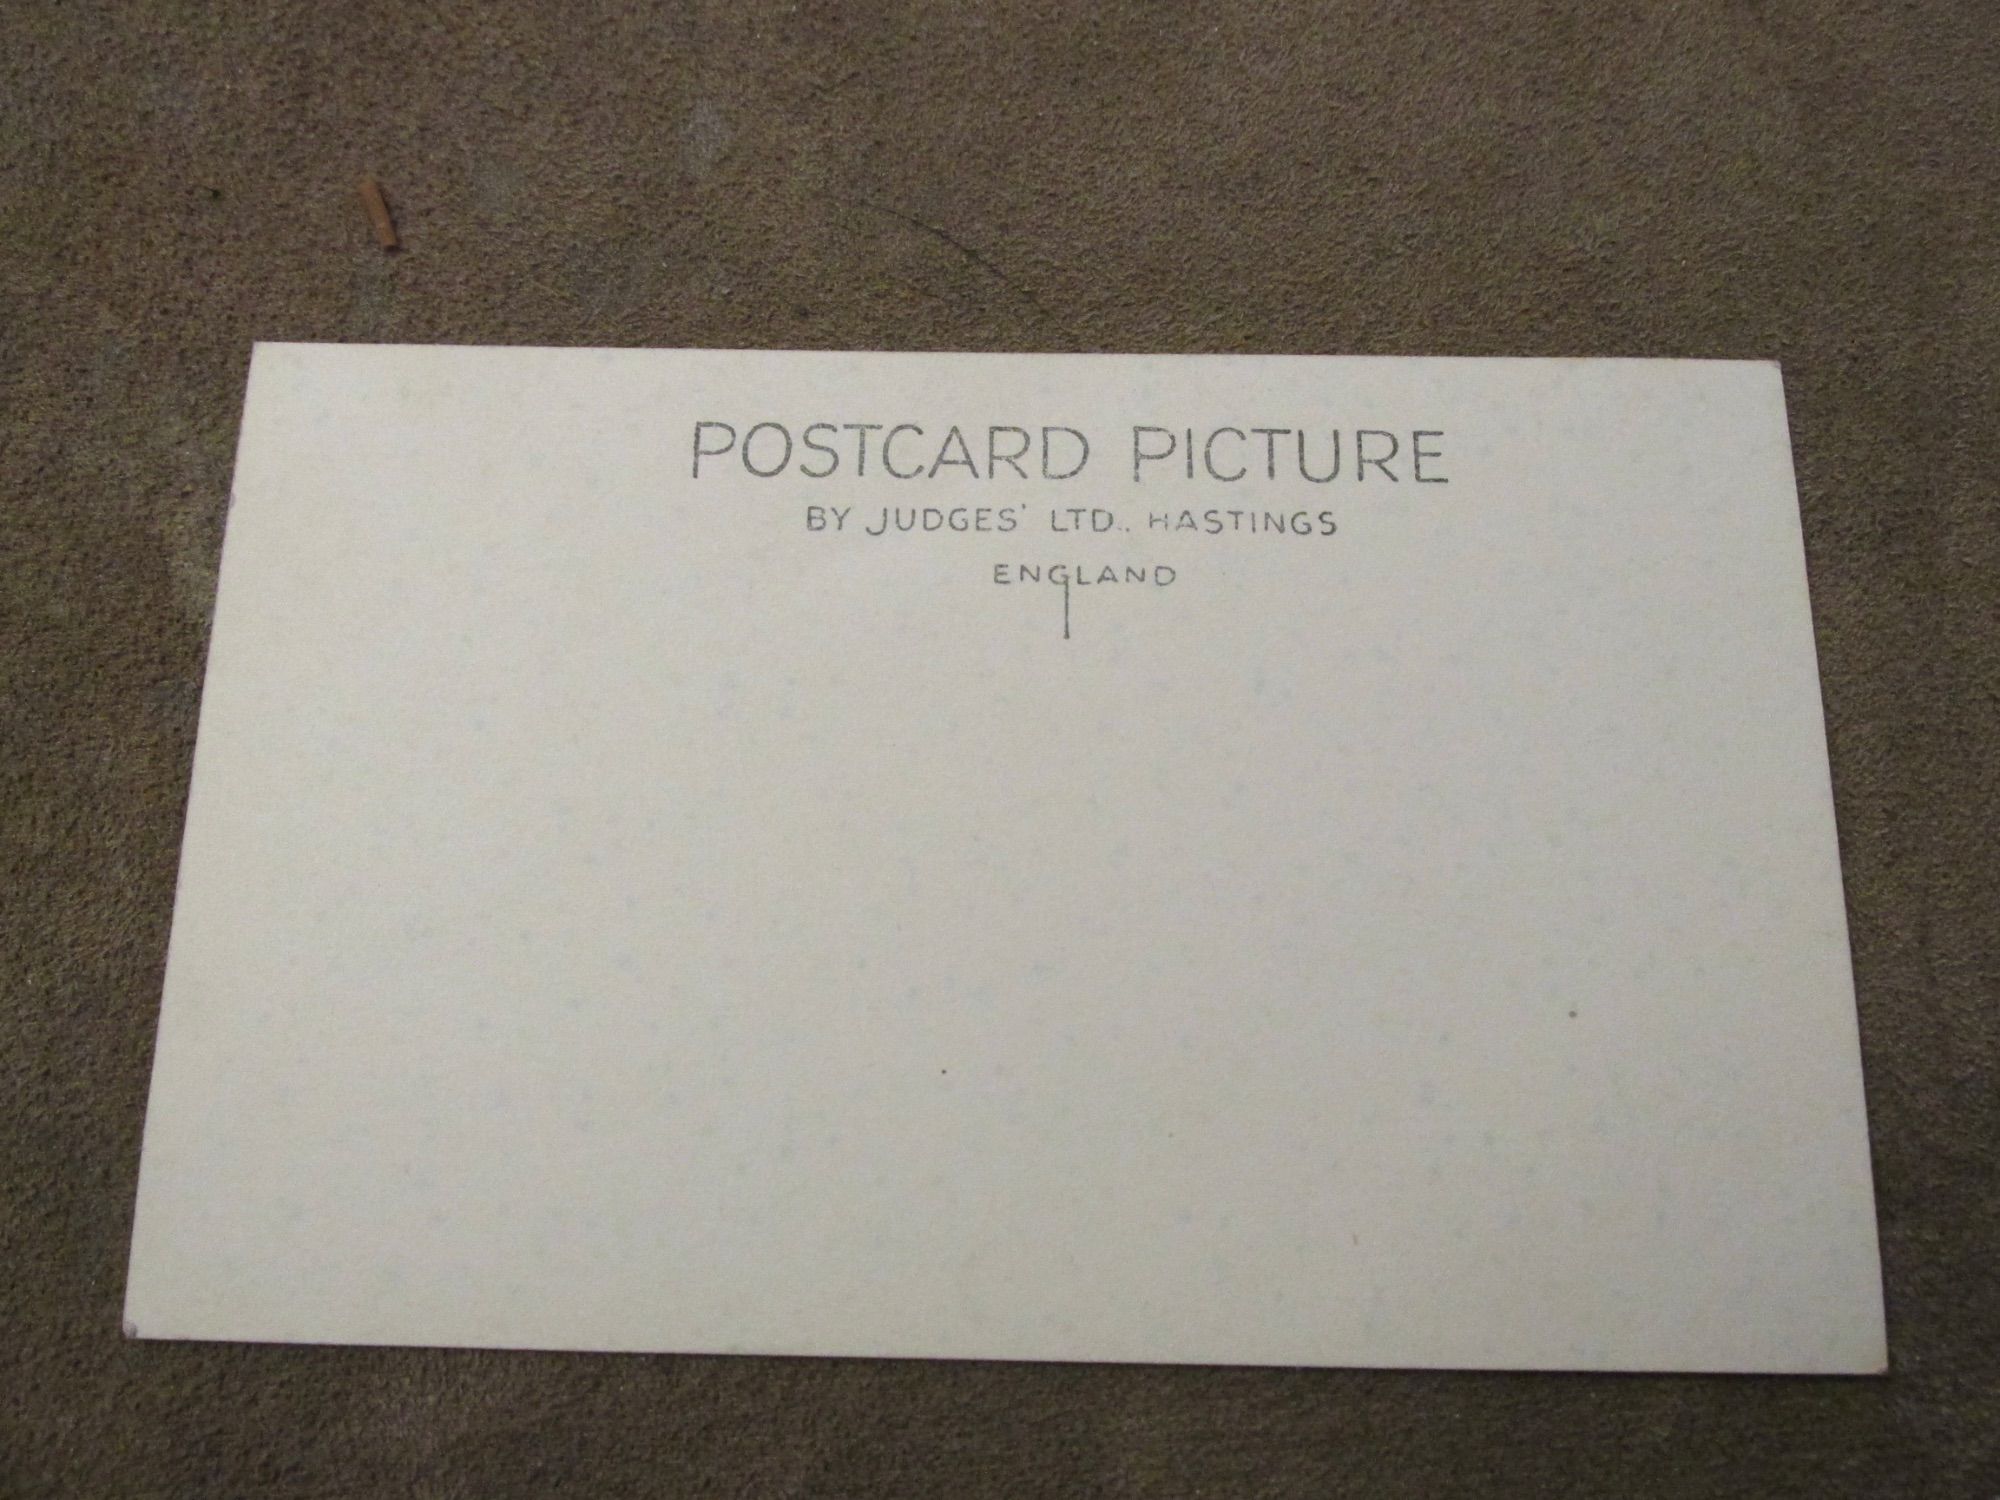 POSTCARD PICTURE
BY JUDGES' LTD., HASTINGS
ENGLAND